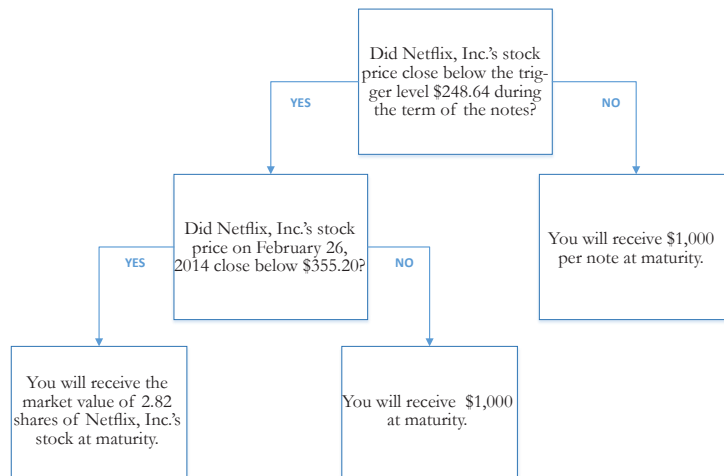 Did Netflix, Inc.'s stock
price close below the trig-
ger level $248.64 during
the term of the notes?
YES
NO
Did Netflix, Inc.'s stock
price on February 26,
2014 close below $355.20?
You will receive $1,000
per note at maturity.
YES
NO
You will receive the
market value of 2.82
shares of Netflix, Inc.'s
stock at maturity.
You will receive $1,000
at maturity.